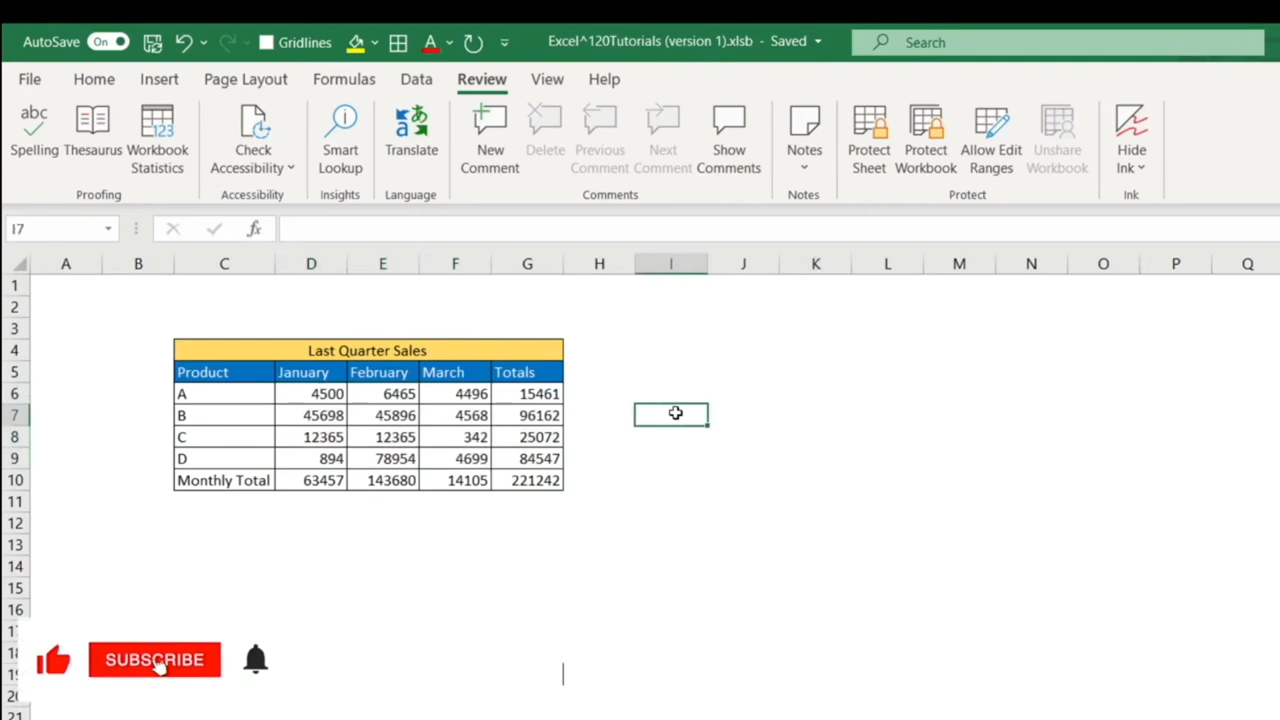 AutoSave On Gridlines A Excel^120Tutorials (version 1).xlsb - Saved Search
File Home Insert Page Layout Formulas Data Review View Help
abc
Spelling Thesaurus Workbook Statistics Check Accessibility Smart Lookup Translate New Comment Delete Previous Comment Next Comment Show Comments Notes Protect Sheet Protect Workbook Allow Edit Ranges Unshare Workbook Hide Ink
Proofing Accessibility Insights Language Comments Notes Protect Ink
I7 fx
A B C D E F G H I J K L M N O P Q
1
2
3
4 Last Quarter Sales
5 Product January February March Totals
6 A 4500 6465 4496 15461
7 B 45698 45896 4568 96162
8 C 12365 12365 342 25072
9 D 894 78954 4699 84547
10 Monthly Total 63457 143680 14105 221242
11
12
13
14
15
16
17
18
19
20
21
SUBSCRIBE